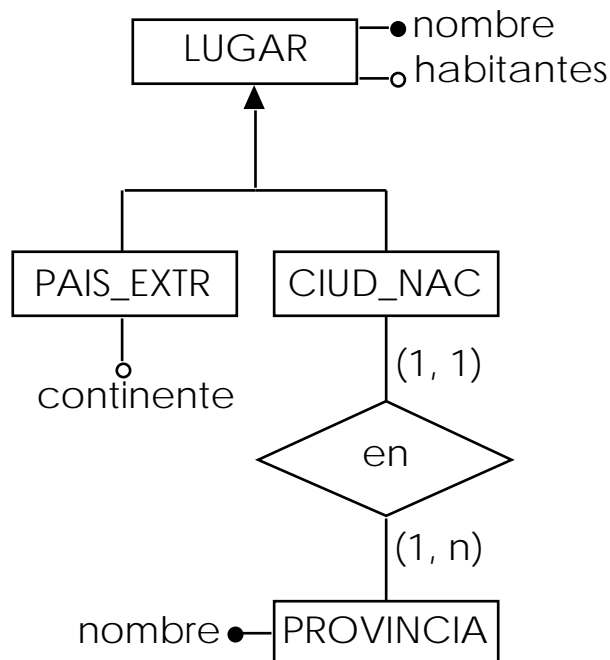 nombre
LUGAR
habitantes
PAIS_EXTR
CIUD_NAC
continente
(1, 1)
en
(1, n)
nombre
PROVINCIA